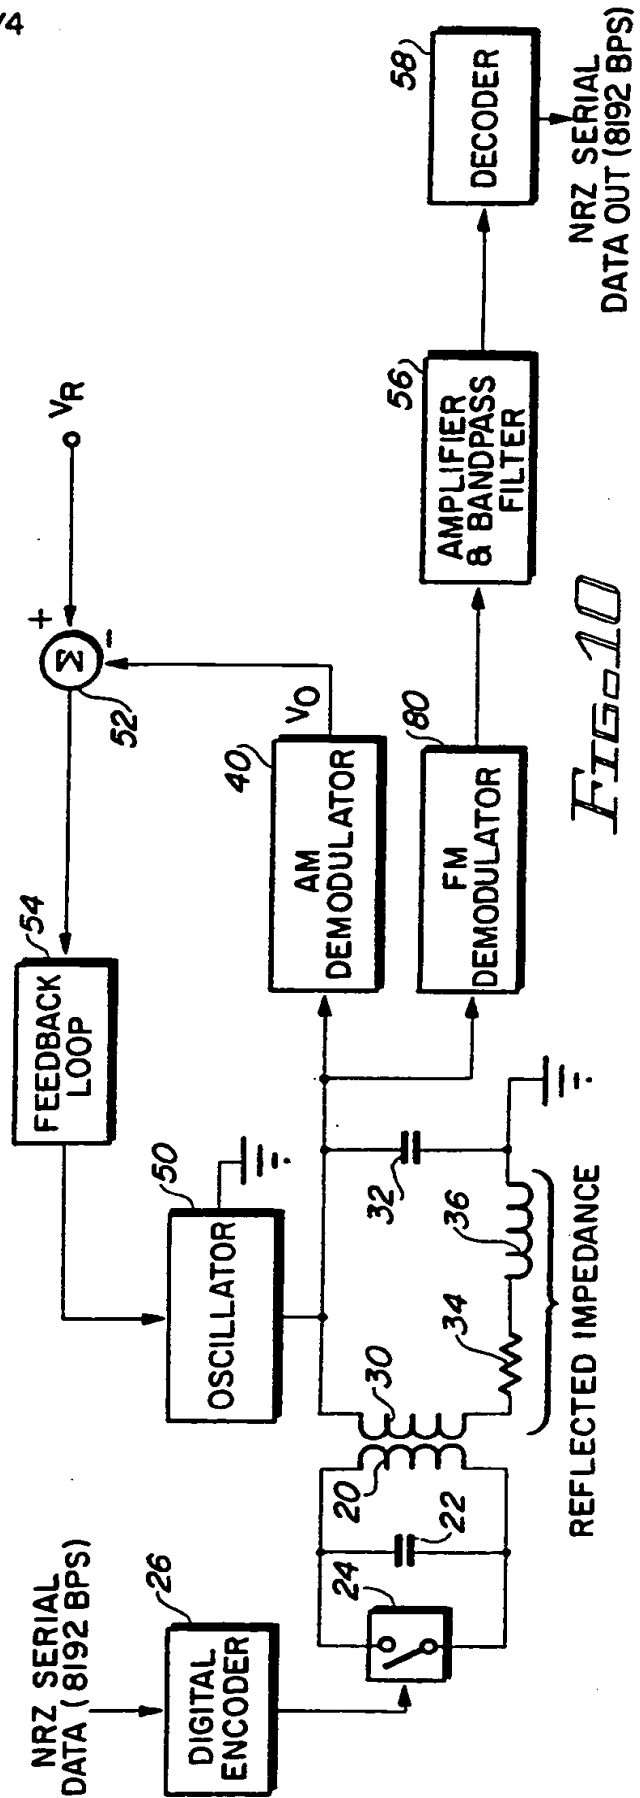 /4
NRZ SERIAL
DATA (8192 BPS)
26
DIGITAL
ENCODER
24
22
20
30
34
36
REFLECTED IMPEDANCE
32
50
OSCILLATOR
54
FEEDBACK
LOOP
52
Σ
+
-
VR
VO
40
AM
DEMODULATOR
80
FM
DEMODULATOR
56
AMPLIFIER
& BANDPASS
FILTER
58
DECODER
NRZ SERIAL
DATA OUT (8192 BPS)
FIG. 10